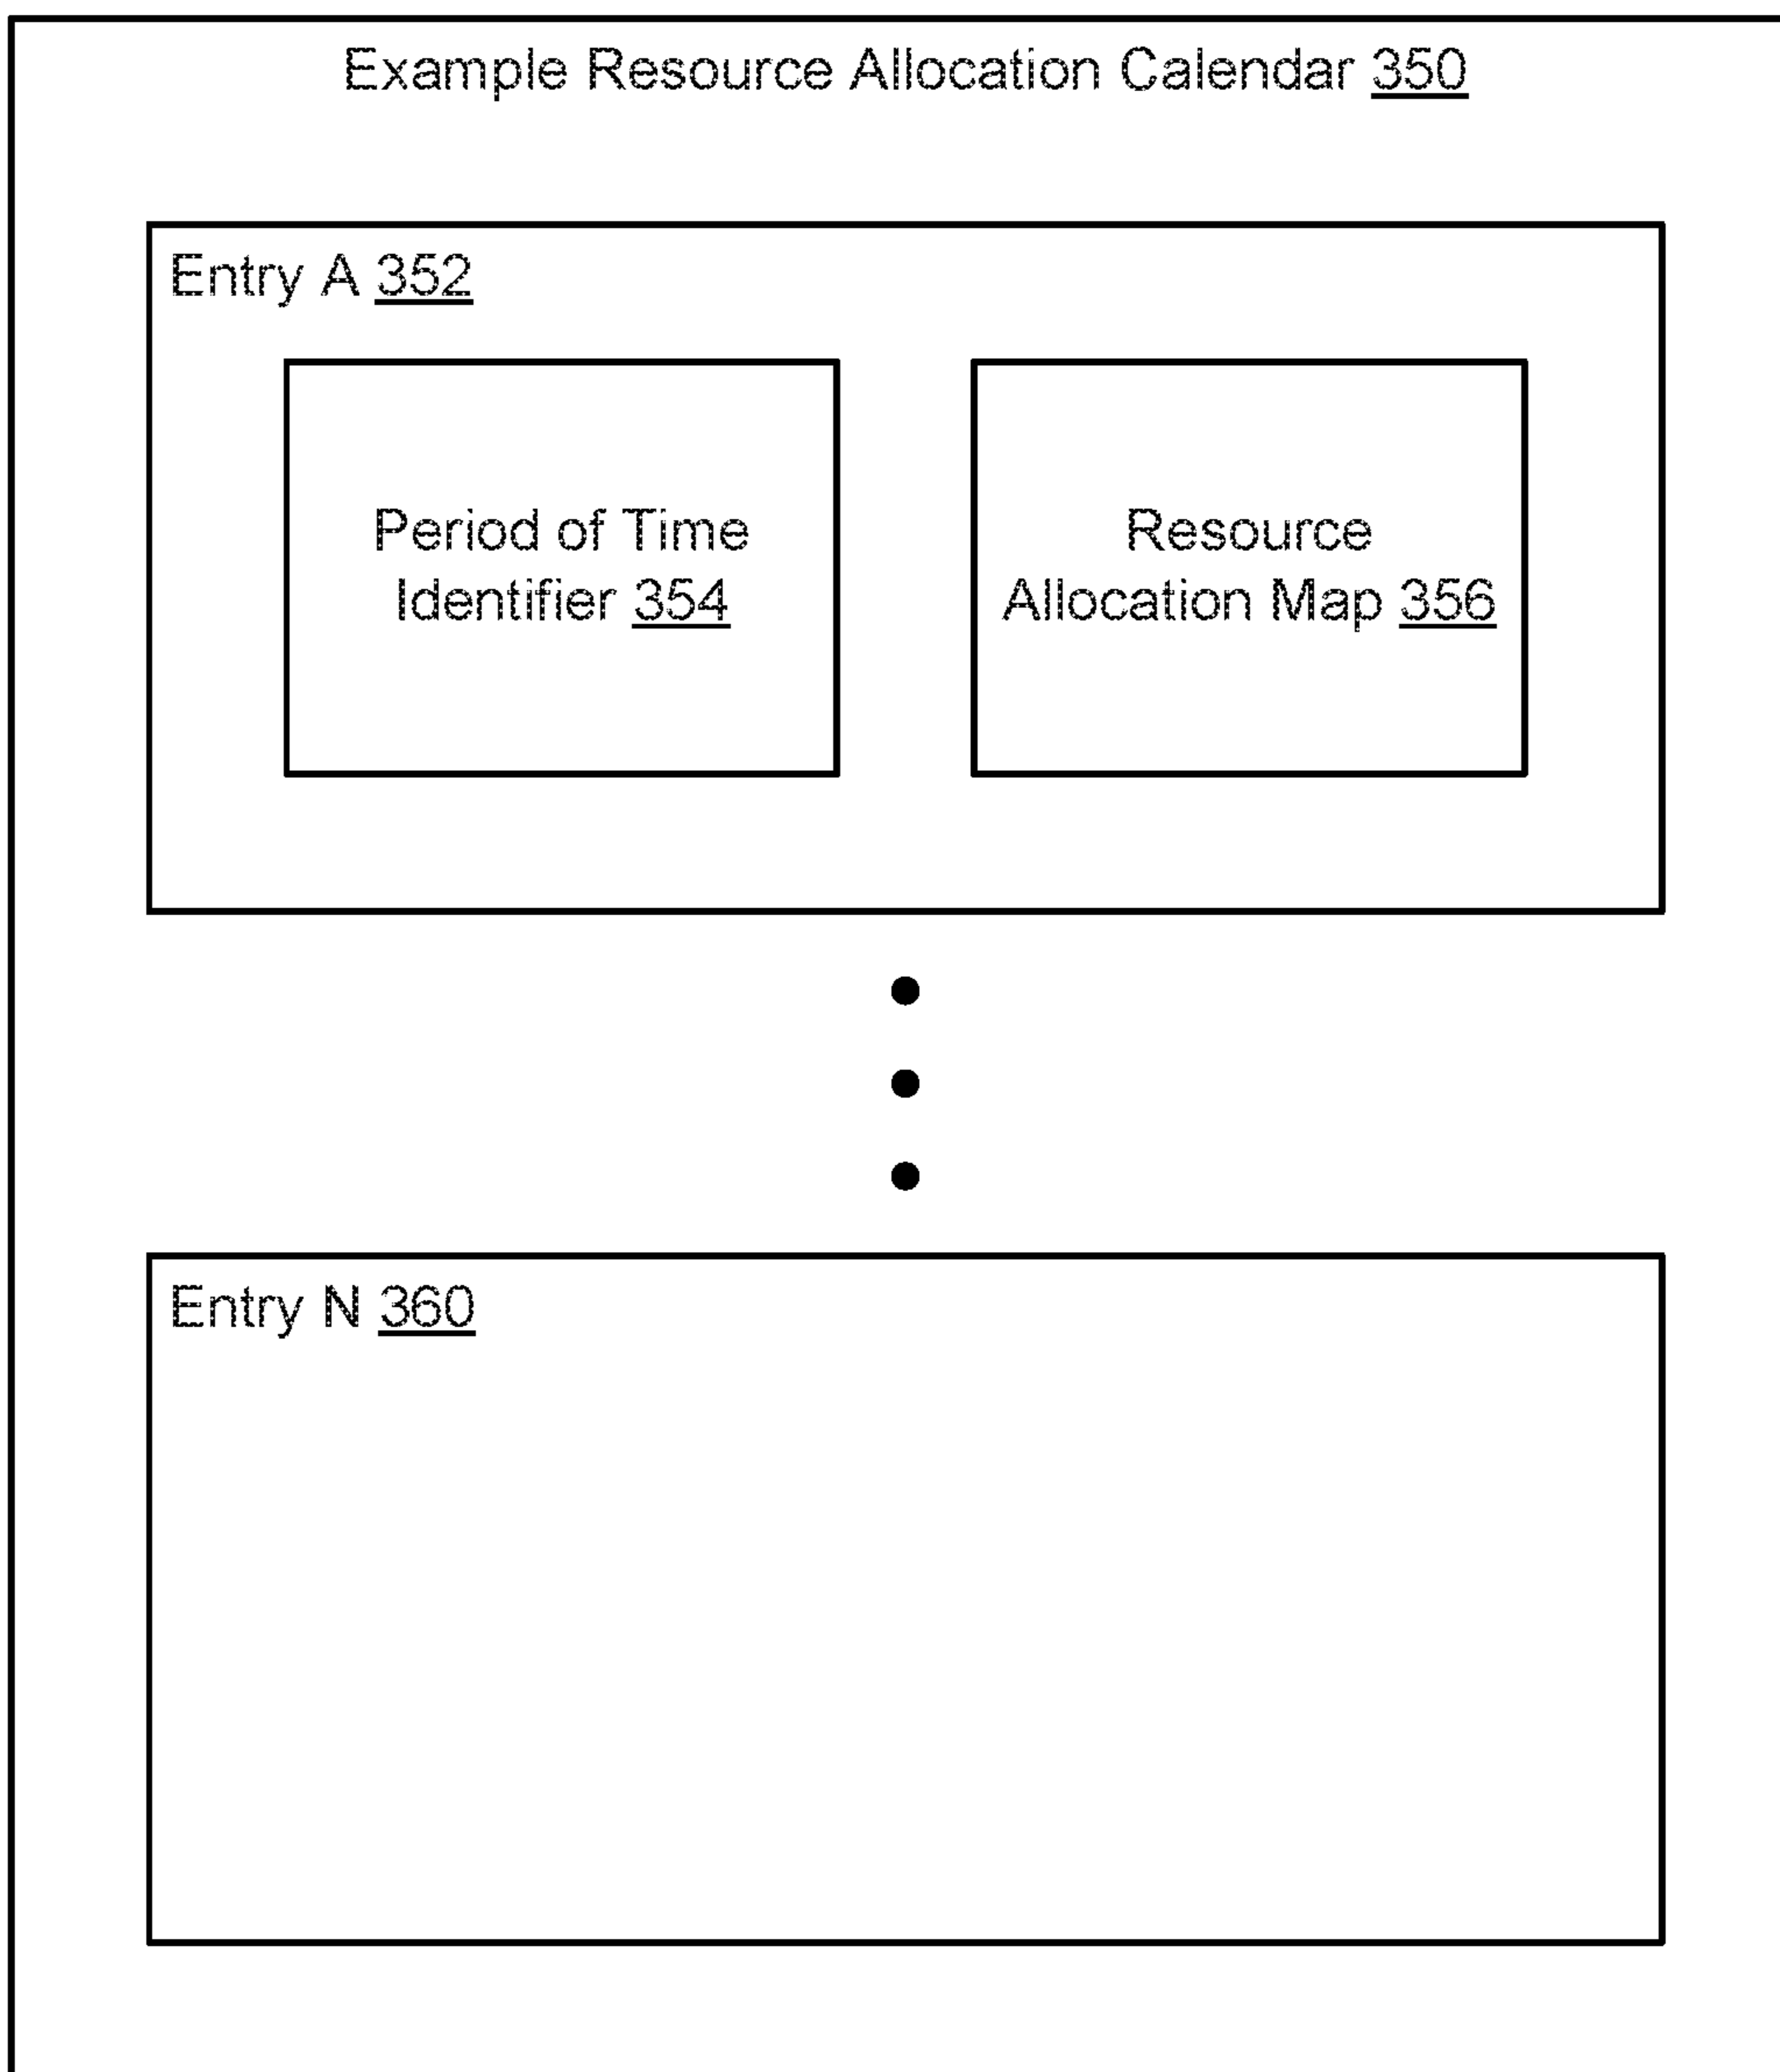 Example Resource Allocation Calendar 350
Entry A 352
Period of Time
Identifier 354
Resource
Allocation Map 356
Entry N 360